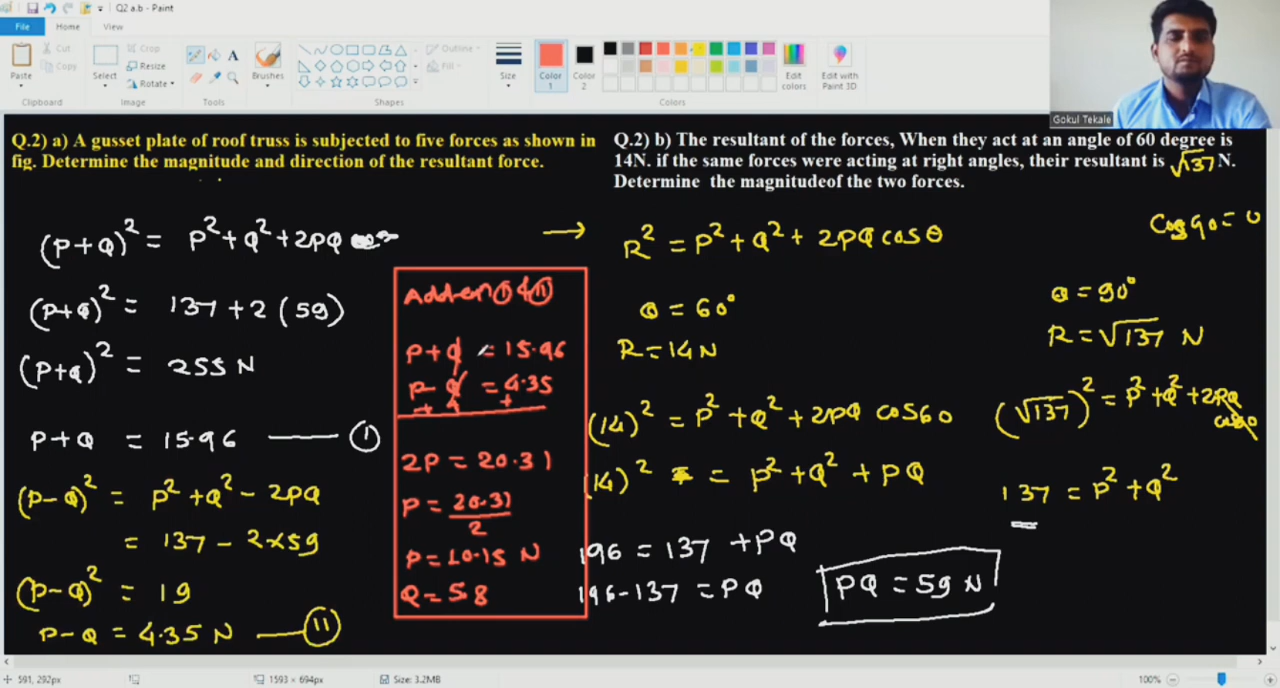 Q2 a.b - Paint
File
Home
View
Paste
Cut
Copy
Clipboard
Select
Crop
Resize
Rotate
Image
A
Tools
Brushes
Shapes
Outline
Fill
Size
Color
1
Color
2
Edit
colors
Edit with
Paint 3D
Colors
Gokul Tekale
Q.2) a) A gusset plate of roof truss is subjected to five forces as shown in
fig. Determine the magnitude and direction of the resultant force.
(P+Q)² = P²+Q²+2PQ
(P+Q)² = 137+2(59)
(P+Q)² = 255 N
P+Q = 15.96 —— (I)
(P-Q)² = P²+Q²-2PQ
= 137-2×59
(P-Q)² = 19
P-Q = 4.35 N —— (II)
Add en (I) & (II)
P+Q = 15.96
P-Q = 4.35
+ +
2P = 20.31
P = 20.31/2
P = 10.15 N
Q = 5.8
Q.2) b) The resultant of the forces, When they act at an angle of 60 degree is
14N. if the same forces were acting at right angles, their resultant is √137 N.
Determine the magnitudeof the two forces.
→ R² = P²+Q²+2PQ cosθ
θ = 60°
R = 14 N
(14)² = P²+Q²+2PQ cos60
(14)² = P²+Q²+PQ
196 = 137 + PQ
196-137 = PQ
PQ = 59 N
Cos90 = 0
θ = 90°
R = √137 N
(√137)² = P²+Q²+2PQ
cos90
137 = P²+Q²
591, 292px
1593 × 694px
Size: 3.2MB
100%